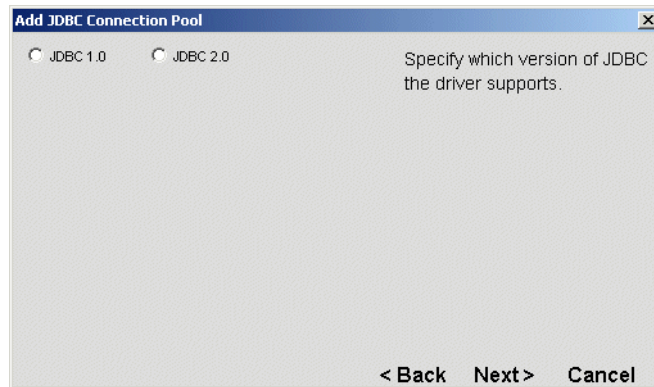 Add JDBC Connection Pool
JDBC 1.0 JDBC 2.0
Specify which version of JDBC
the driver supports.
< Back Next > Cancel